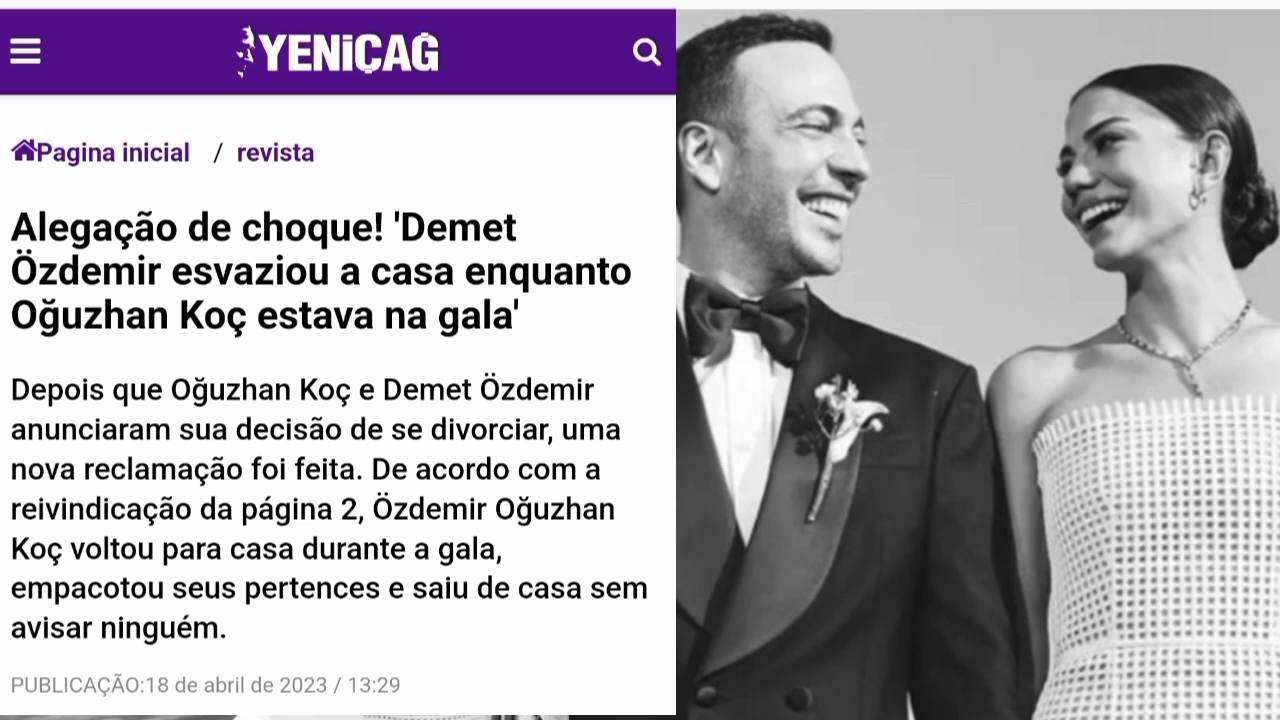 YENİÇAĞ
Pagina inicial / revista
Alegação de choque! 'Demet
Özdemir esvaziou a casa enquanto
Oğuzhan Koç estava na gala'
Depois que Oğuzhan Koç e Demet Özdemir
anunciaram sua decisão de se divorciar, uma
nova reclamação foi feita. De acordo com a
reivindicação da página 2, Özdemir Oğuzhan
Koç voltou para casa durante a gala,
empacotou seus pertences e saiu de casa sem
avisar ninguém.
PUBLICAÇÃO:18 de abril de 2023 / 13:29